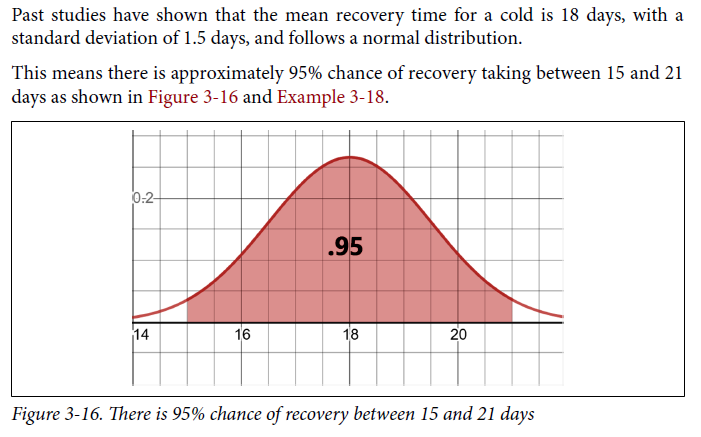 Past studies have shown that the mean recovery time for a cold is 18 days, with a
standard deviation of 1.5 days, and follows a normal distribution.
This means there is approximately 95% chance of recovery taking between 15 and 21
days as shown in Figure 3-16 and Example 3-18.
0.2
.95
14 16 18 20
Figure 3-16. There is 95% chance of recovery between 15 and 21 days